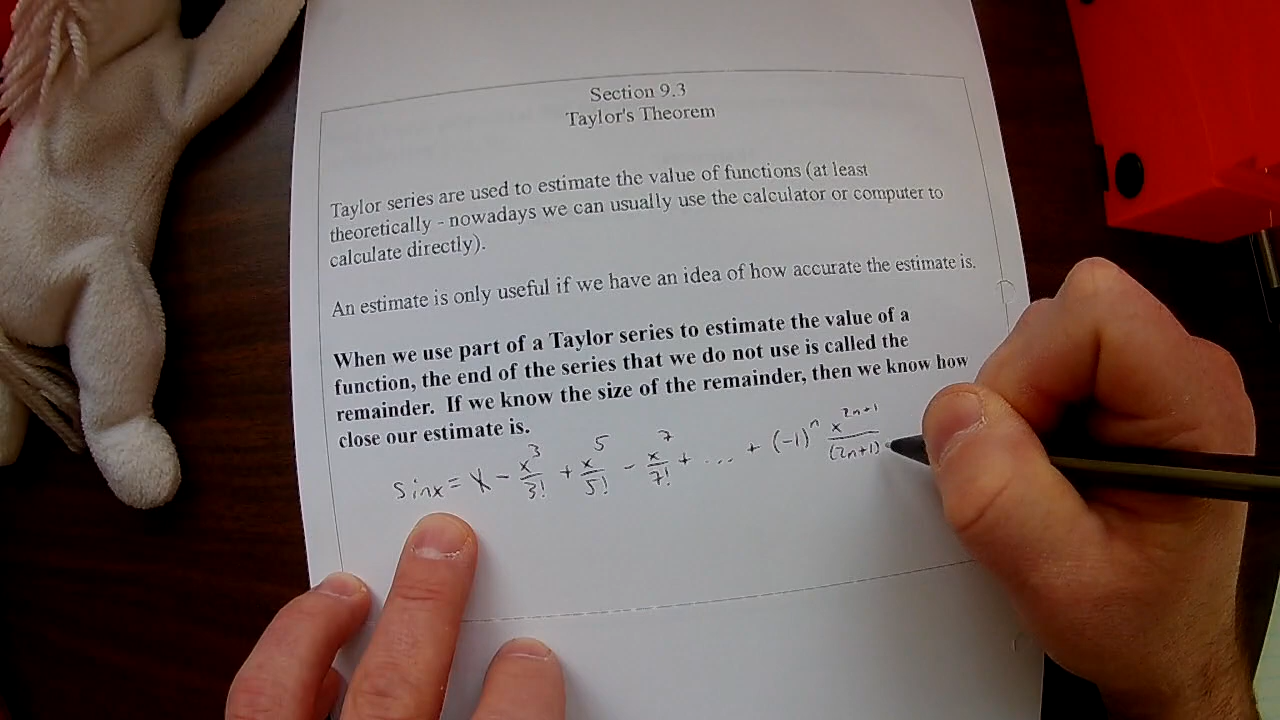 Section 9.3
Taylor's Theorem
Taylor series are used to estimate the value of functions (at least
theoretically - nowadays we can usually use the calculator or computer to
calculate directly).
An estimate is only useful if we have an idea of how accurate the estimate is.
When we use part of a Taylor series to estimate the value of a
function, the end of the series that we do not use is called the
remainder. If we know the size of the remainder, then we know how
close our estimate is.
sinx = x - x^3/3! + x^5/5! - x^7/7! + ... + (-1)^n x^(2n+1)/(2n+1)